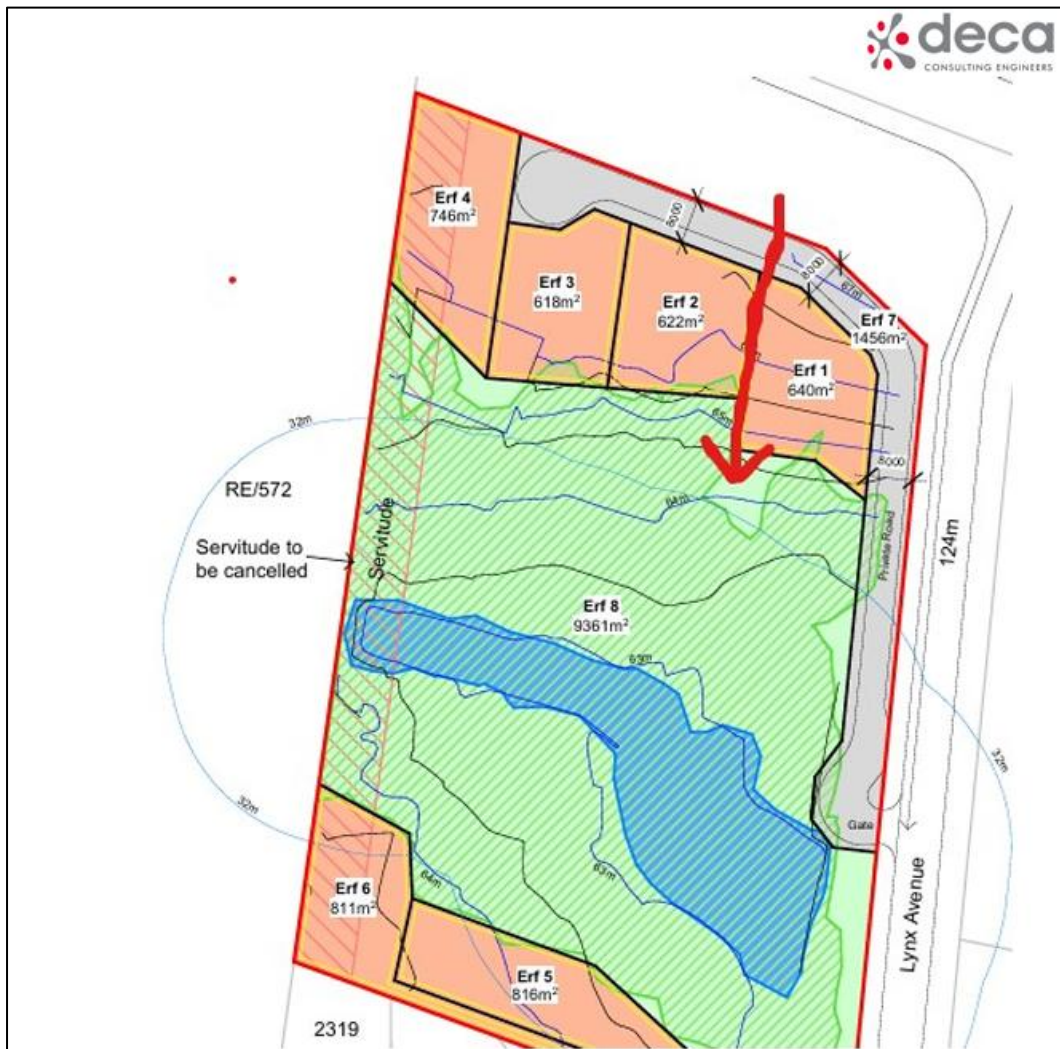 deca
CONSULTING ENGINEERS
Erf 4
746m²
8000
Erf 3
618m²
Erf 2
622m²
8000
67m
Erf 7
1456m²
Erf 1
640m²
65m
8000
32m
RE/572
64m
Servitude to
be cancelled
Servitude
Private Road
124m
Erf 8
9361m²
63m
32m
32m
Gate
63m
64m
Lynx Avenue
Erf 6
811m²
Erf 5
816m²
2319